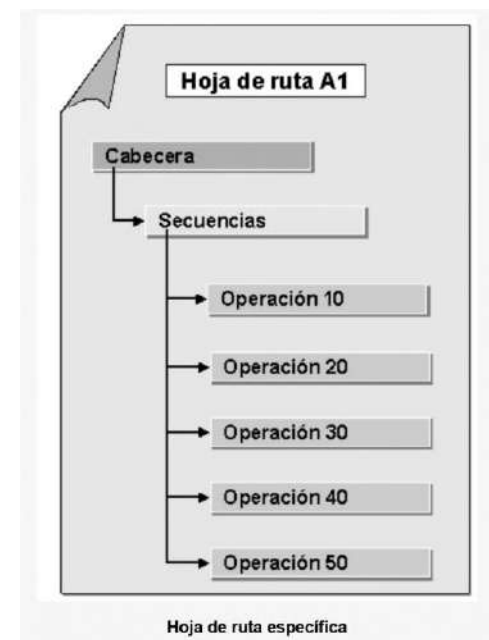 Hoja de ruta A1
Cabecera
Secuencias
Operación 10
Operación 20
Operación 30
Operación 40
Operación 50
Hoja de ruta específica